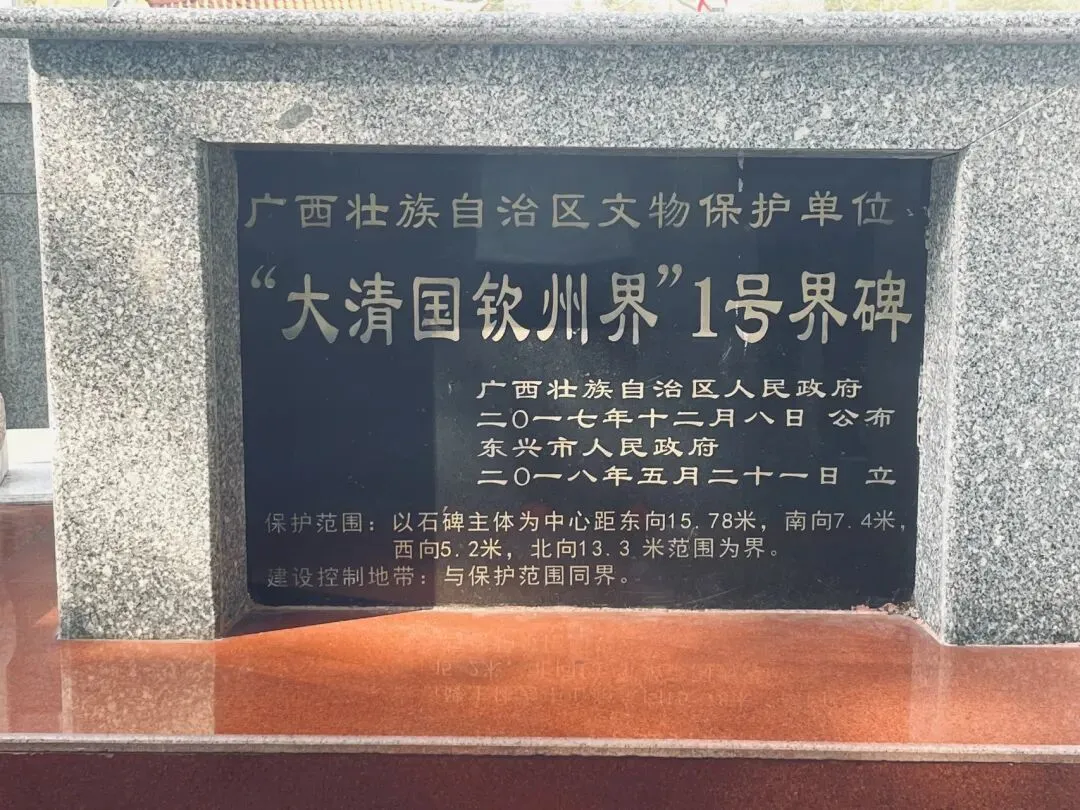 广西壮族自治区文物保护单位
“大清国钦州界”1号界碑
广西壮族自治区人民政府
二〇一七年十二月八日 公布
东兴市人民政府
二〇一八年五月二十一日 立
保护范围：以石碑主体为中心距东向15.78米，南向7.4米，
西向5.2米，北向13.3 米范围为界。
建设控制地带：与保护范围同界。